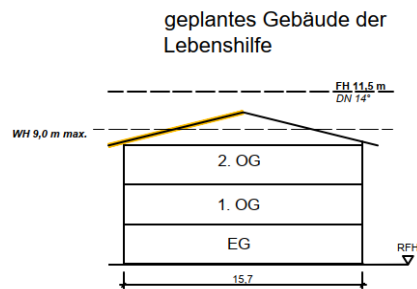 geplantes Gebäude der
Lebenshilfe
FH 11,5 m
DN 14°
WH 9,0 m max.
2. OG
1. OG
EG
RFH
15,7